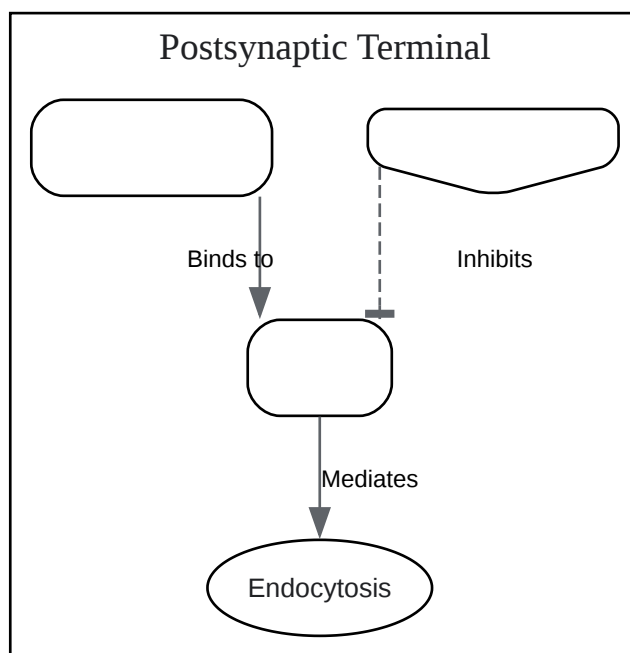 Postsynaptic Terminal
Binds to
Inhibits
Mediates
Endocytosis